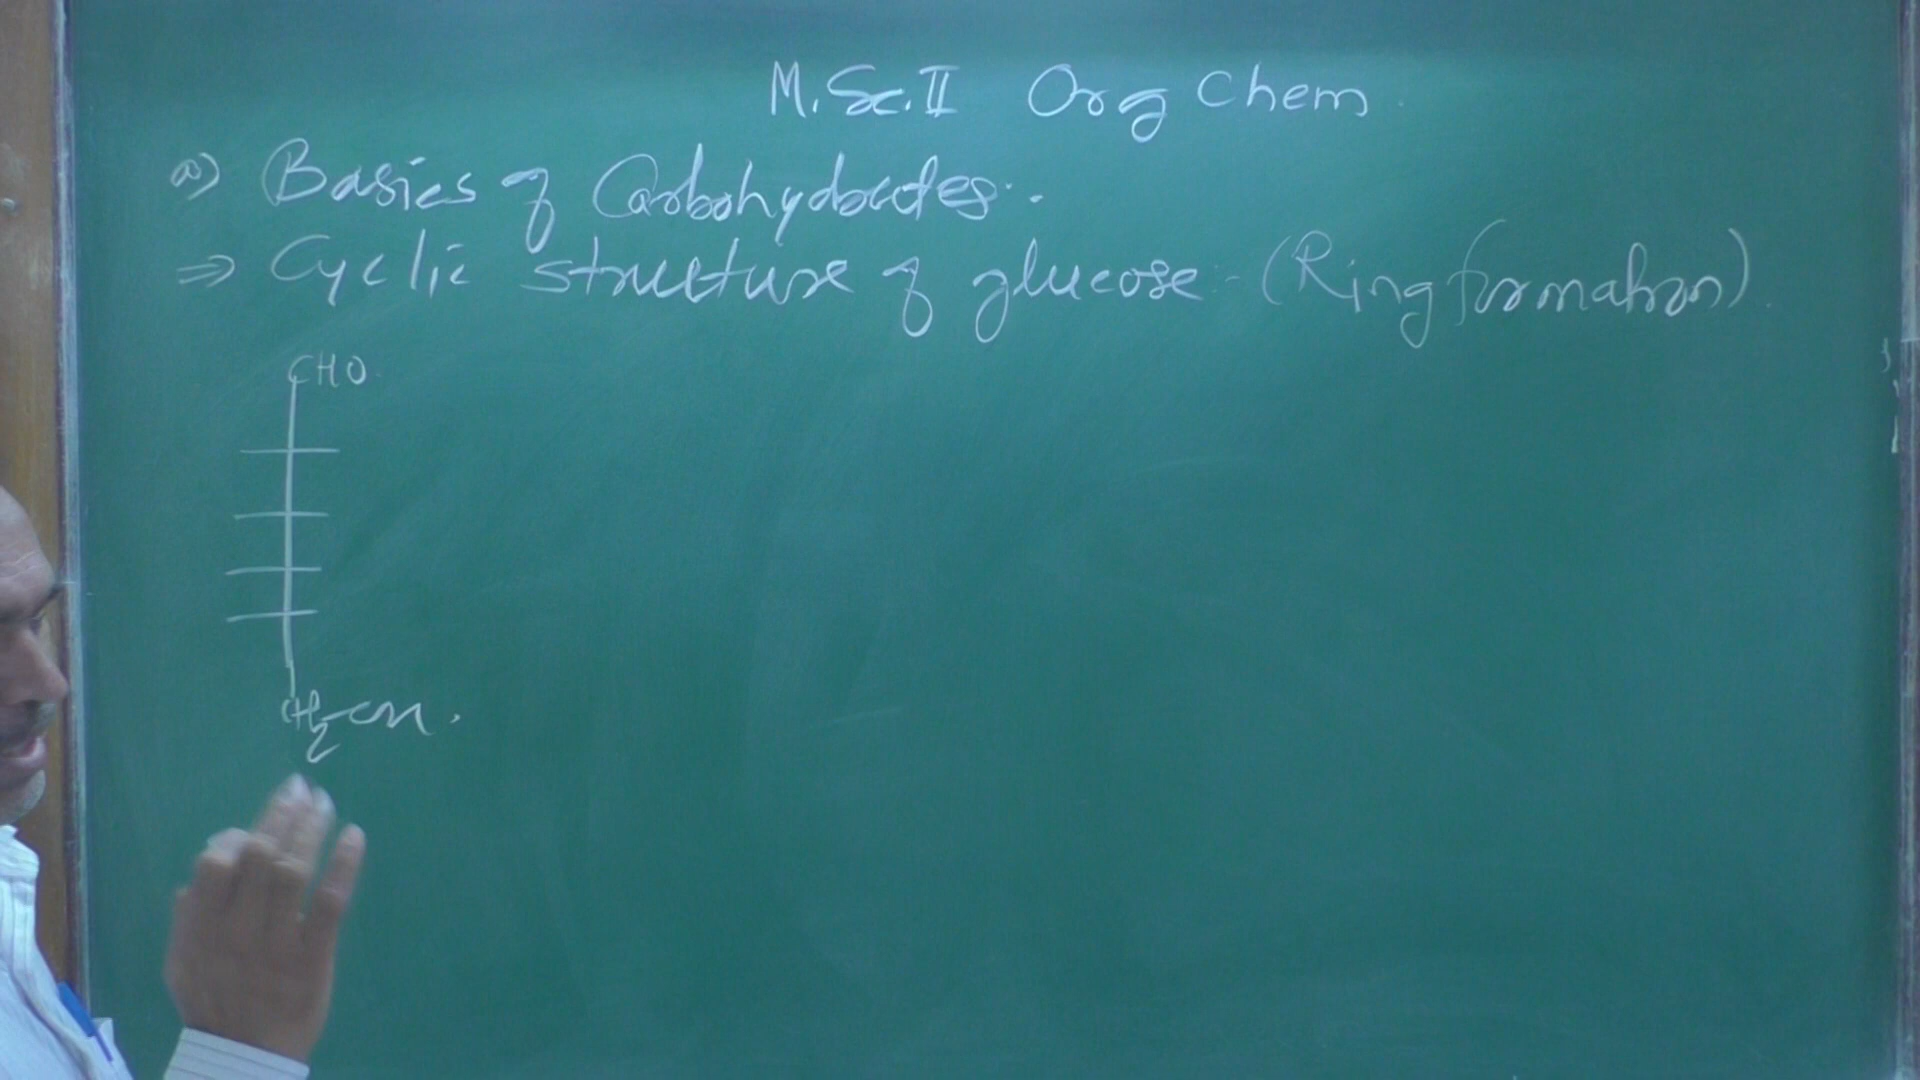 M.Sc.II Org Chem
a) Basics of Carbohydrates:-
⇒ Cyclic structure of glucose:- (Ring formation).
CHO
CH2OH.